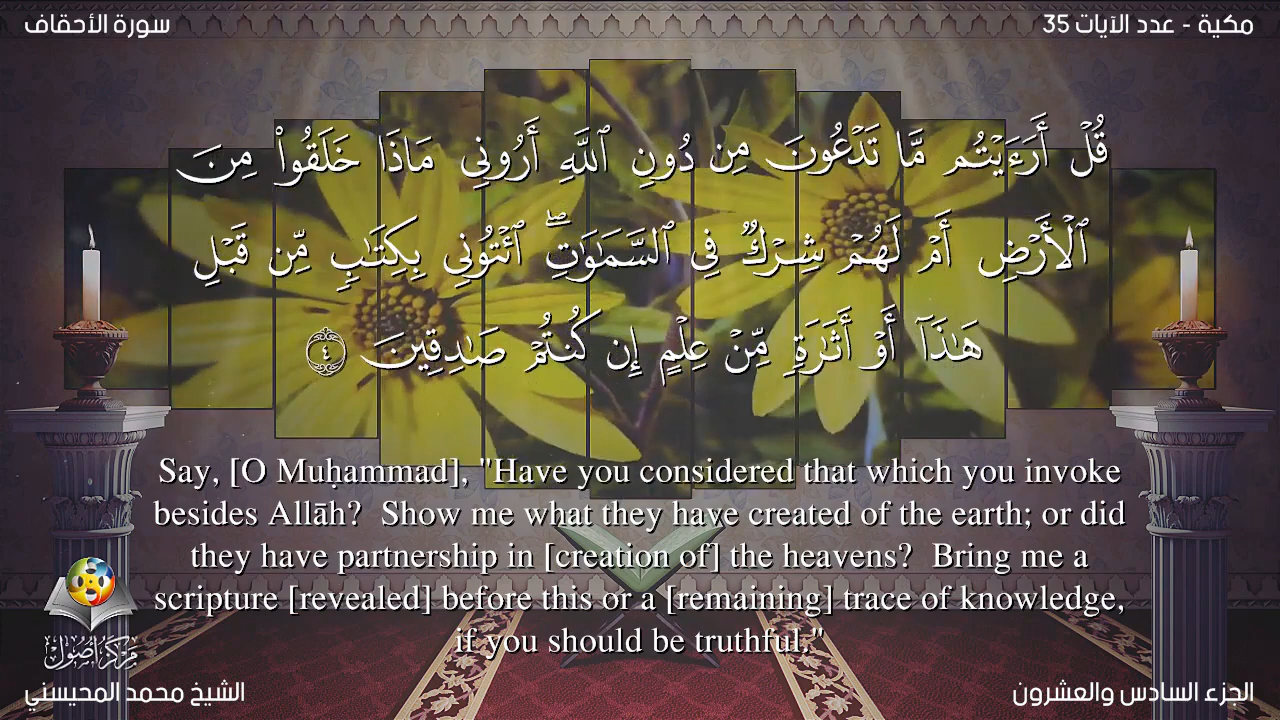 مكية - عدد الآيات 35
سورة الأحقاف
قُلْ أَرَءَيْتُم مَّا تَدْعُونَ مِن دُونِ ٱللَّهِ أَرُونِى مَاذَا خَلَقُوا۟ مِنَ
ٱلْأَرْضِ أَمْ لَهُمْ شِرْكٌ فِى ٱلسَّمَـٰوَٰتِ ۖ ٱئْتُونِى بِكِتَـٰبٍ مِّن قَبْلِ
هَـٰذَآ أَوْ أَثَـٰرَةٍ مِّنْ عِلْمٍ إِن كُنتُمْ صَـٰدِقِينَ ٤
Say, [O Muḥammad], "Have you considered that which you invoke
besides Allāh?  Show me what they have created of the earth; or did
they have partnership in [creation of] the heavens?  Bring me a
scripture [revealed] before this or a [remaining] trace of knowledge,
if you should be truthful."
مركز أصول
الجزء السادس والعشرون
الشيخ محمد المحيسني